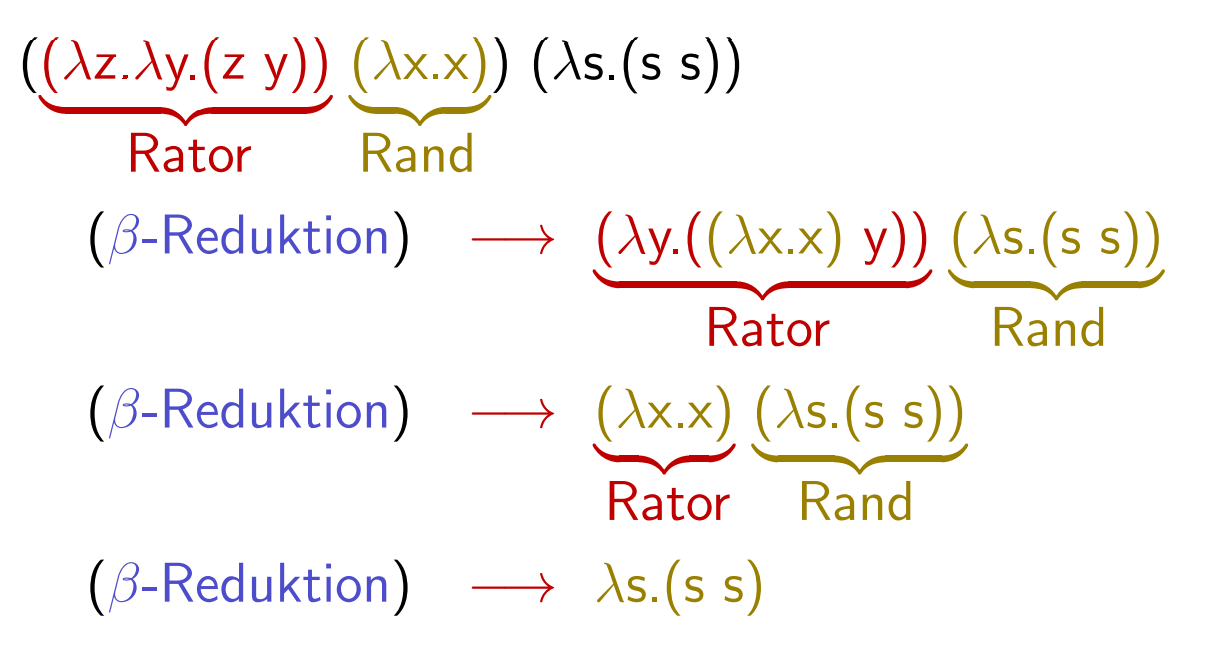 ((λz.λy.(z y)) (λx.x)) (λs.(s s))
Rator Rand
(β-Reduktion) ⟶ (λy.((λx.x) y)) (λs.(s s))
Rator Rand
(β-Reduktion) ⟶ (λx.x) (λs.(s s))
Rator Rand
(β-Reduktion) ⟶ λs.(s s)